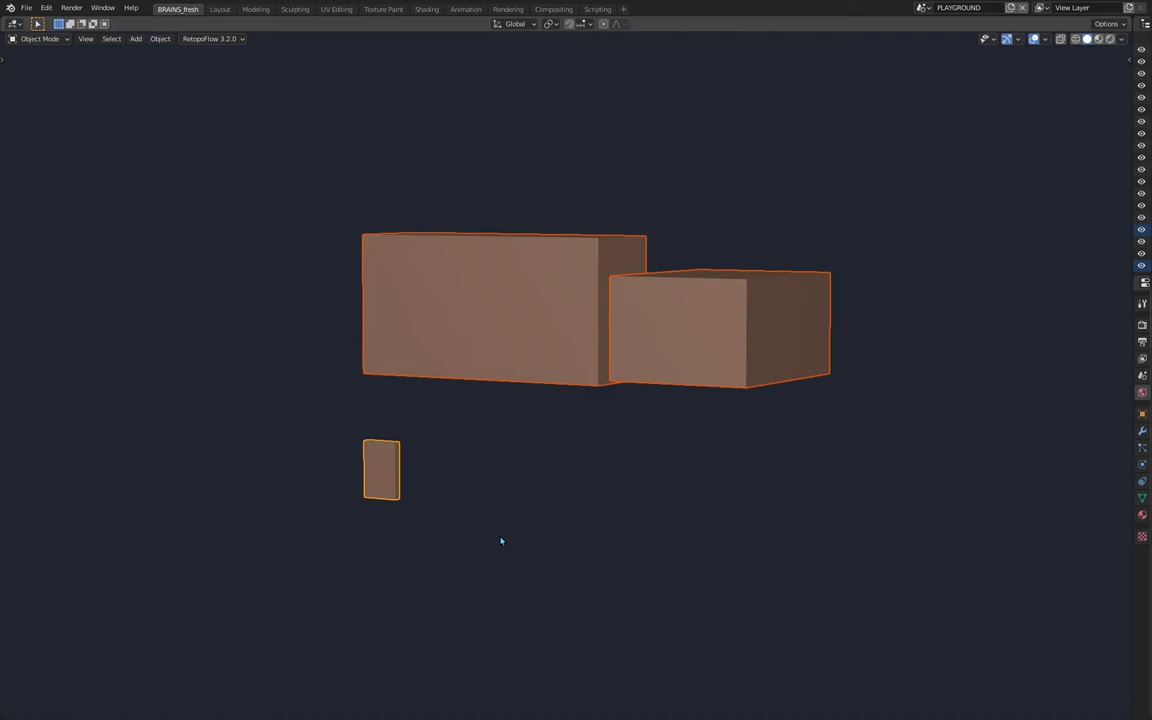 File Edit Render Window Help BRAINS_fresh Layout Modeling Sculpting UV Editing Texture Paint Shading Animation Rendering Compositing Scripting + PLAYGROUND View Layer
Global Options
Object Mode View Select Add Object RetopoFlow 3.2.0